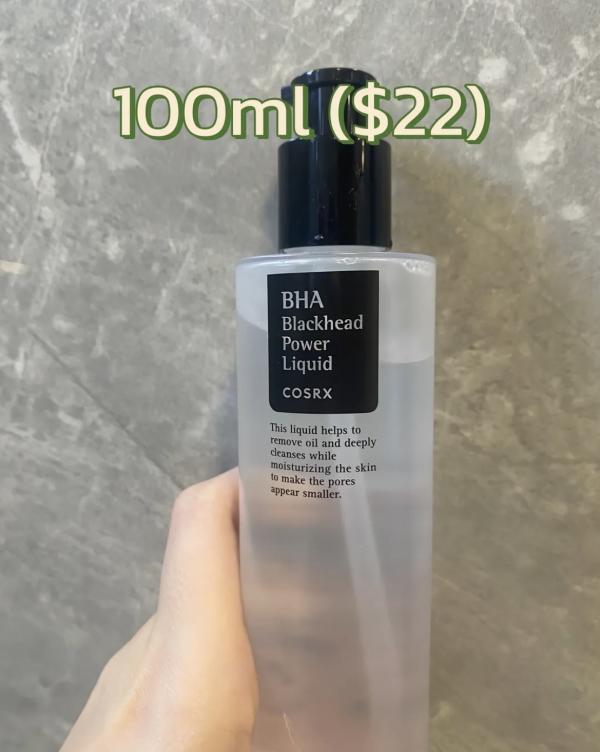 100ml ($22)
BHA
Blackhead
Power
Liquid
COSRX
This liquid helps to
remove oil and deeply
cleanses while
moisturizing the skin
to make the pores
appear smaller.